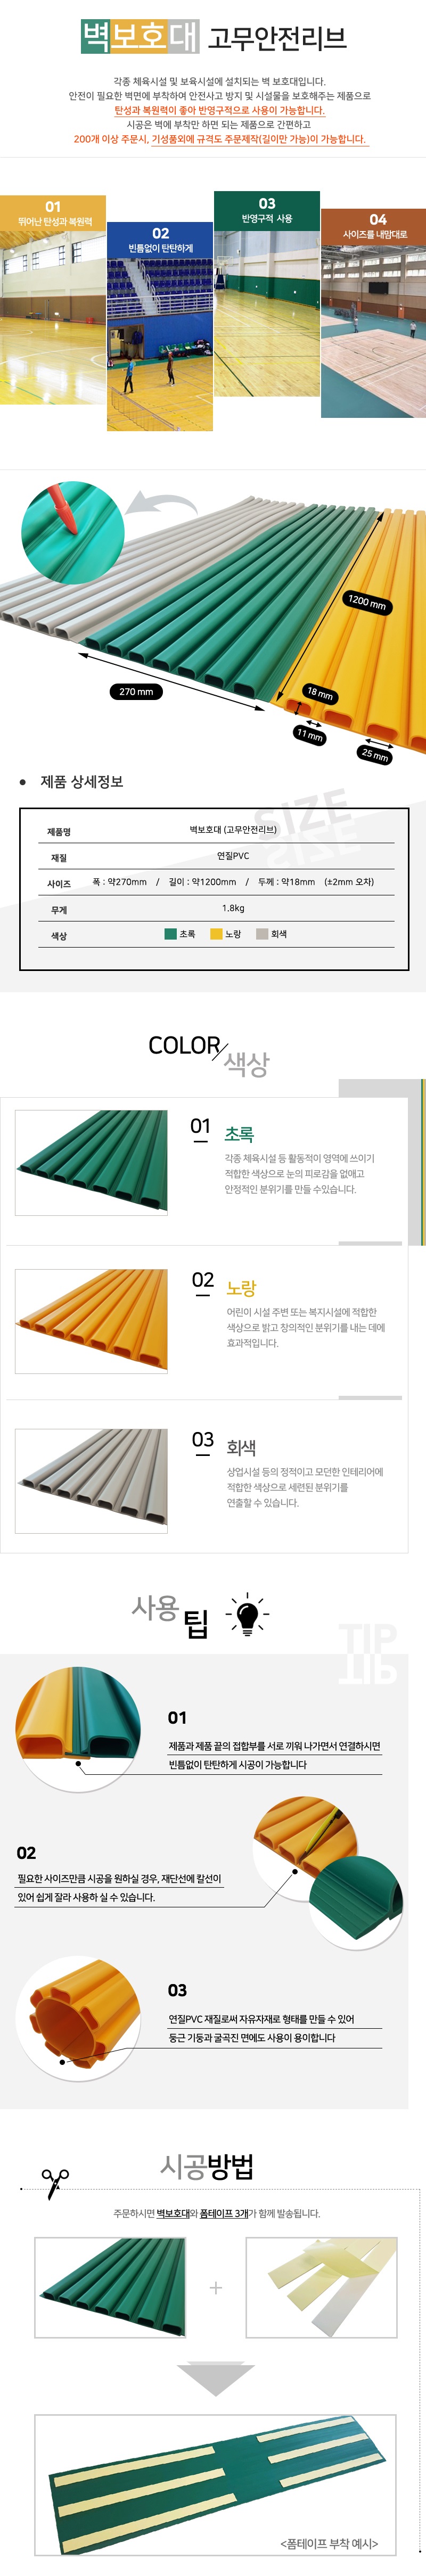 벽보호대 고무안전리브
각종 체육시설 및 보육시설에 설치되는 벽 보호대입니다.
안전이 필요한 벽면에 부착하여 안전사고 방지 및 시설물을 보호해주는 제품으로
탄성과 복원력이 좋아 반영구적으로 사용이 가능합니다.
시공은 벽에 부착만 하면 되는 제품으로 간편하고
200개 이상 주문시, 기성품외에 규격도 주문제작(길이만 가능)이 가능합니다.
01
뛰어난 탄성과 복원력
02
빈틈없이 탄탄하게
03
반영구적 사용
04
사이즈를 내맘대로
1200 mm
270 mm
18 mm
11 mm
25 mm
● 제품 상세정보
SIZE
제품명 벽보호대 (고무안전리브)
재질 연질PVC
사이즈 폭 : 약270mm / 길이 : 약1200mm / 두께 : 약18mm (±2mm 오차)
무게 1.8kg
색상 초록 노랑 회색
COLOR/색상
01 초록
각종 체육시설 등 활동적이 영역에 쓰이기
적합한 색상으로 눈의 피로감을 없애고
안정적인 분위기를 만들 수있습니다.
02 노랑
어린이 시설 주변 또는 복지시설에 적합한
색상으로 밝고 창의적인 분위기를 내는 데에
효과적입니다.
03 회색
상업시설 등의 정적이고 모던한 인테리어에
적합한 색상으로 세련된 분위기를
연출할 수 있습니다.
사용팁
TIP
01
제품과 제품 끝의 접합부를 서로 끼워 나가면서 연결하시면
빈틈없이 탄탄하게 시공이 가능합니다
02
필요한 사이즈만큼 시공을 원하실 경우, 재단선에 칼선이
있어 쉽게 잘라 사용하 실 수 있습니다.
03
연질PVC 재질로써 자유자재로 형태를 만들 수 있어
둥근 기둥과 굴곡진 면에도 사용이 용이합니다
시공방법
주문하시면 벽보호대와 폼테이프 3개가 함께 발송됩니다.
+
<폼테이프 부착 예시>